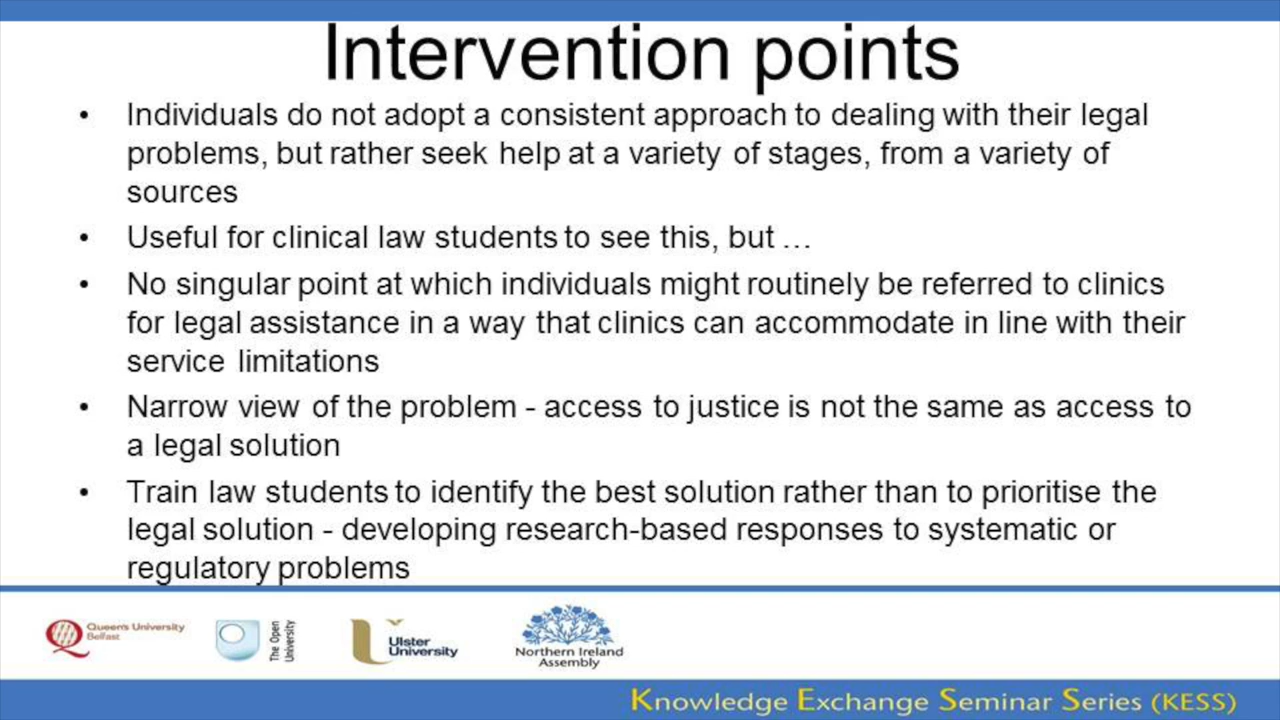 Intervention points
• Individuals do not adopt a consistent approach to dealing with their legal
problems, but rather seek help at a variety of stages, from a variety of
sources
• Useful for clinical law students to see this, but …
• No singular point at which individuals might routinely be referred to clinics
for legal assistance in a way that clinics can accommodate in line with their
service limitations
• Narrow view of the problem - access to justice is not the same as access to
a legal solution
• Train law students to identify the best solution rather than to prioritise the
legal solution - developing research-based responses to systematic or
regulatory problems
Queen's University
Belfast
The Open
University
Ulster
University
Northern Ireland
Assembly
Knowledge Exchange Seminar Series (KESS)